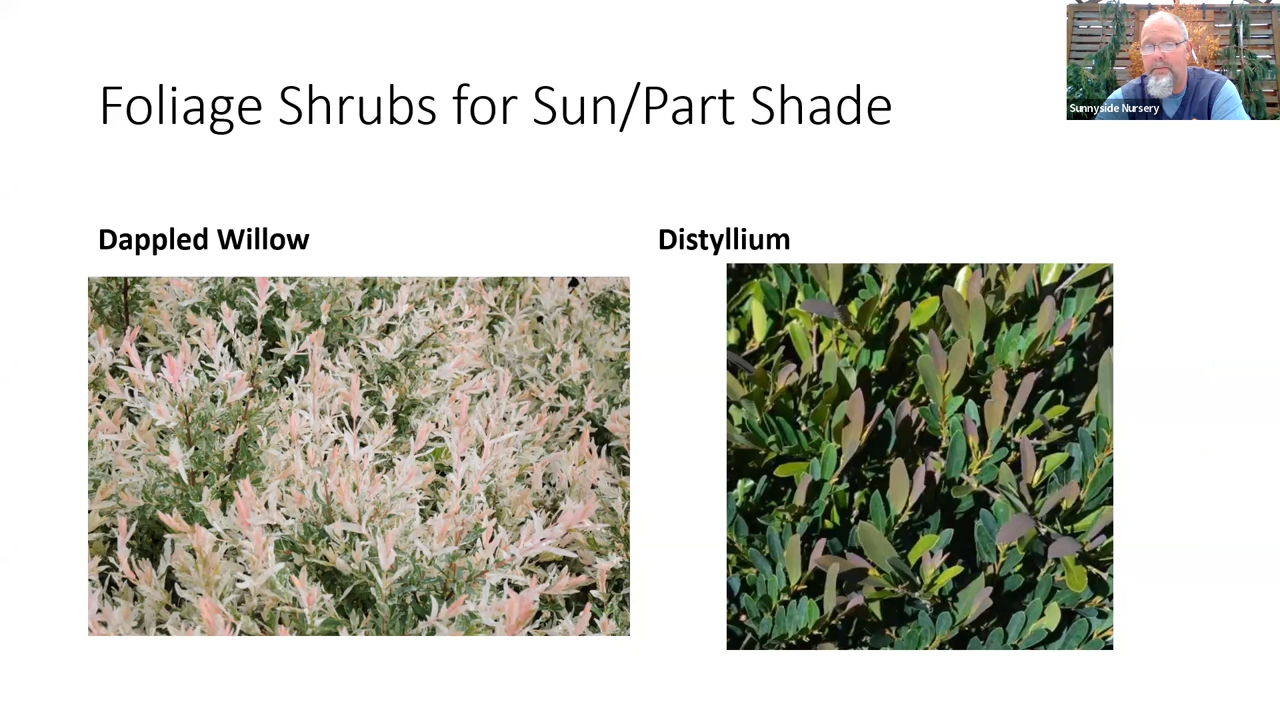 Foliage Shrubs for Sun/Part Shade
Sunnyside Nursery
Dappled Willow
Distyllium